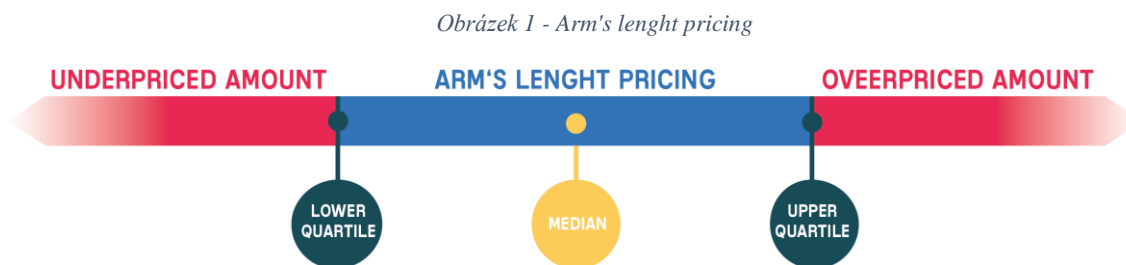 Obrázek 1 - Arm's lenght pricing
UNDERPRICED AMOUNT
ARM'S LENGHT PRICING
OVEERPRICED AMOUNT
LOWER
QUARTILE
MEDIAN
UPPER
QUARTILE